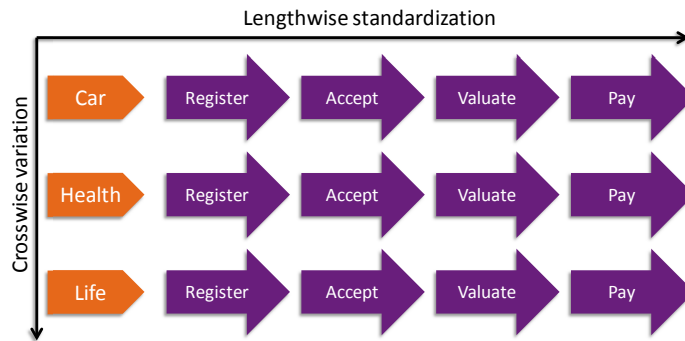 Lengthwise standardization
Crosswise variation
Car
Register
Accept
Valuate
Pay
Health
Register
Accept
Valuate
Pay
Life
Register
Accept
Valuate
Pay